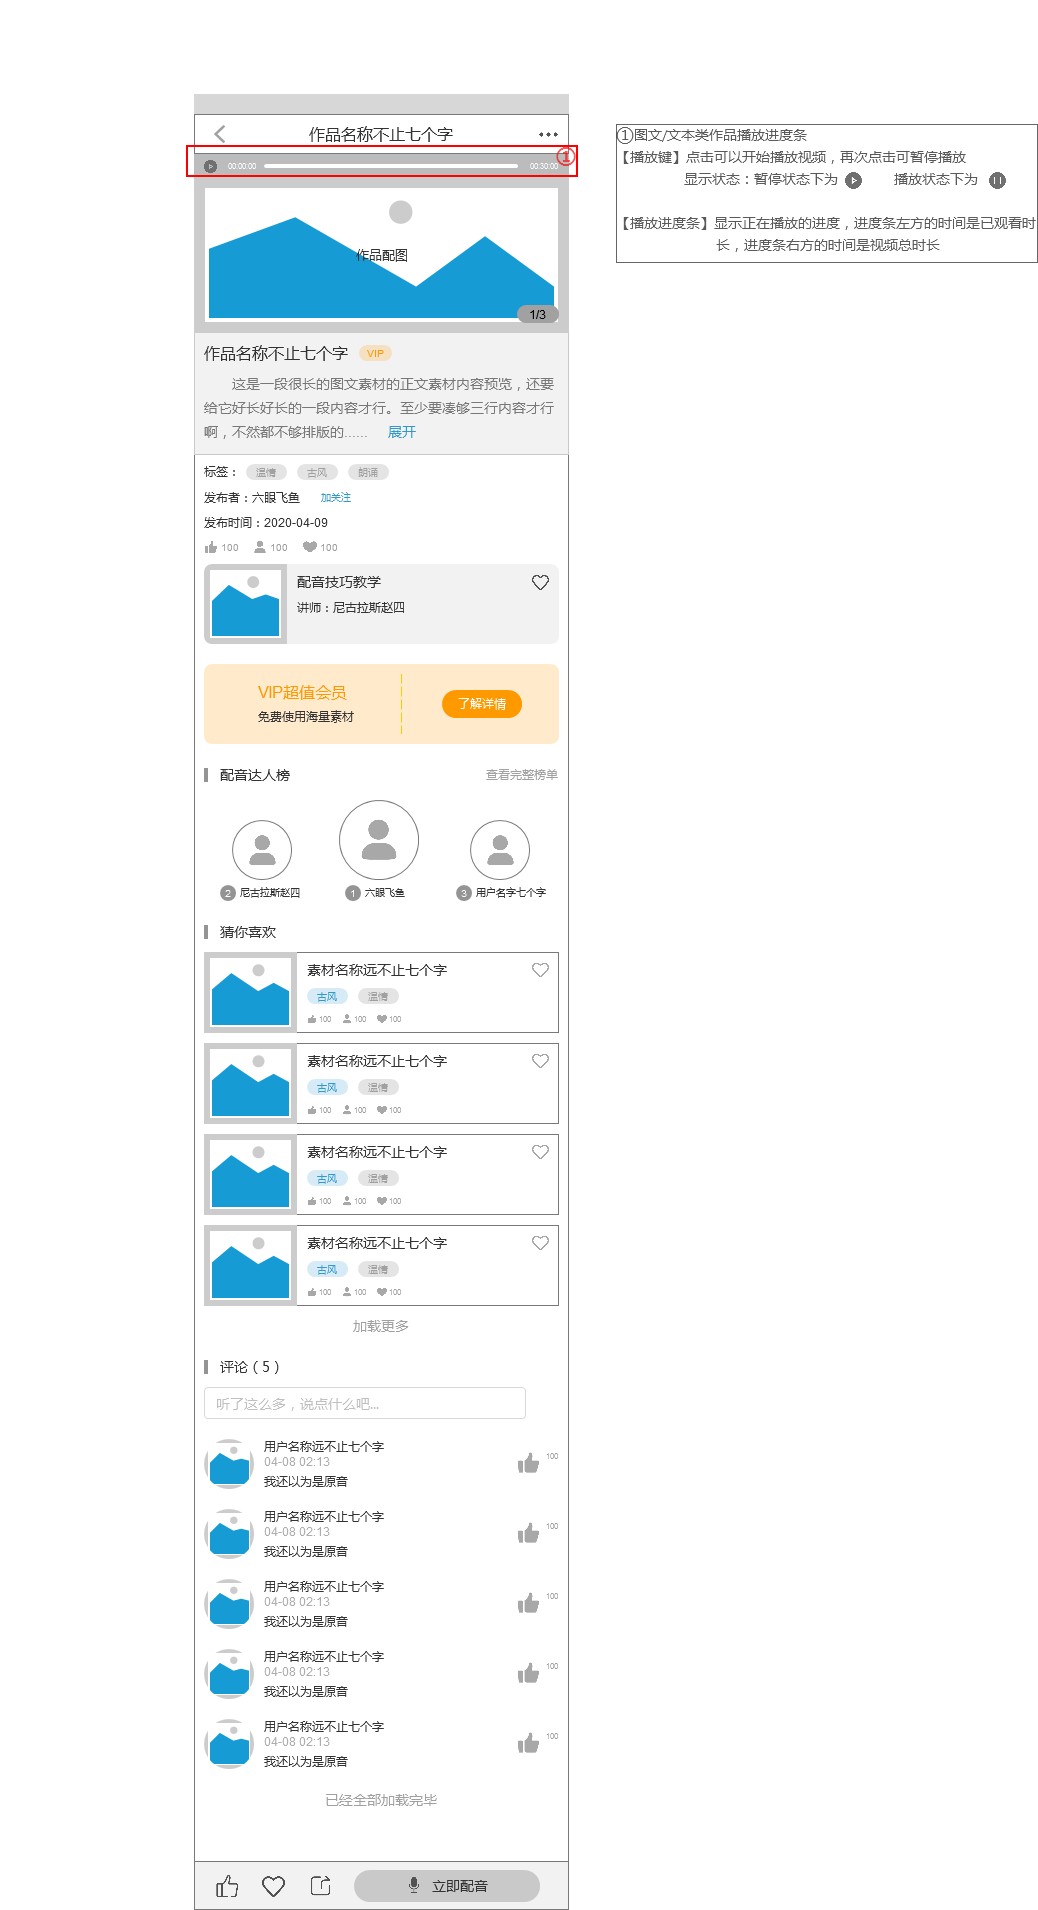 作品名称不止七个字
00:00:00
00:30:00
①
作品配图
1/3
作品名称不止七个字 VIP
这是一段很长的图文素材的正文素材内容预览，还要
给它好长好长的一段内容才行。至少要凑够三行内容才行
啊，不然都不够排版的...... 展开
标签： 温情 古风 朗诵
发布者：六眼飞鱼 加关注
发布时间：2020-04-09
100 100 100
配音技巧教学
讲师：尼古拉斯赵四
VIP超值会员
免费使用海量素材
了解详情
配音达人榜 查看完整榜单
2 尼古拉斯赵四 1 六眼飞鱼 3 用户名字七个字
猜你喜欢
素材名称远不止七个字
古风 温情
100 100 100
素材名称远不止七个字
古风 温情
100 100 100
素材名称远不止七个字
古风 温情
100 100 100
素材名称远不止七个字
古风 温情
100 100 100
加载更多
评论（5）
听了这么多，说点什么吧...
用户名称远不止七个字
04-08 02:13
我还以为是原音
100
用户名称远不止七个字
04-08 02:13
我还以为是原音
100
用户名称远不止七个字
04-08 02:13
我还以为是原音
100
用户名称远不止七个字
04-08 02:13
我还以为是原音
100
用户名称远不止七个字
04-08 02:13
我还以为是原音
100
已经全部加载完毕
立即配音
①图文/文本类作品播放进度条
【播放键】点击可以开始播放视频，再次点击可暂停播放
显示状态：暂停状态下为 播放状态下为
【播放进度条】显示正在播放的进度，进度条左方的时间是已观看时
长，进度条右方的时间是视频总时长